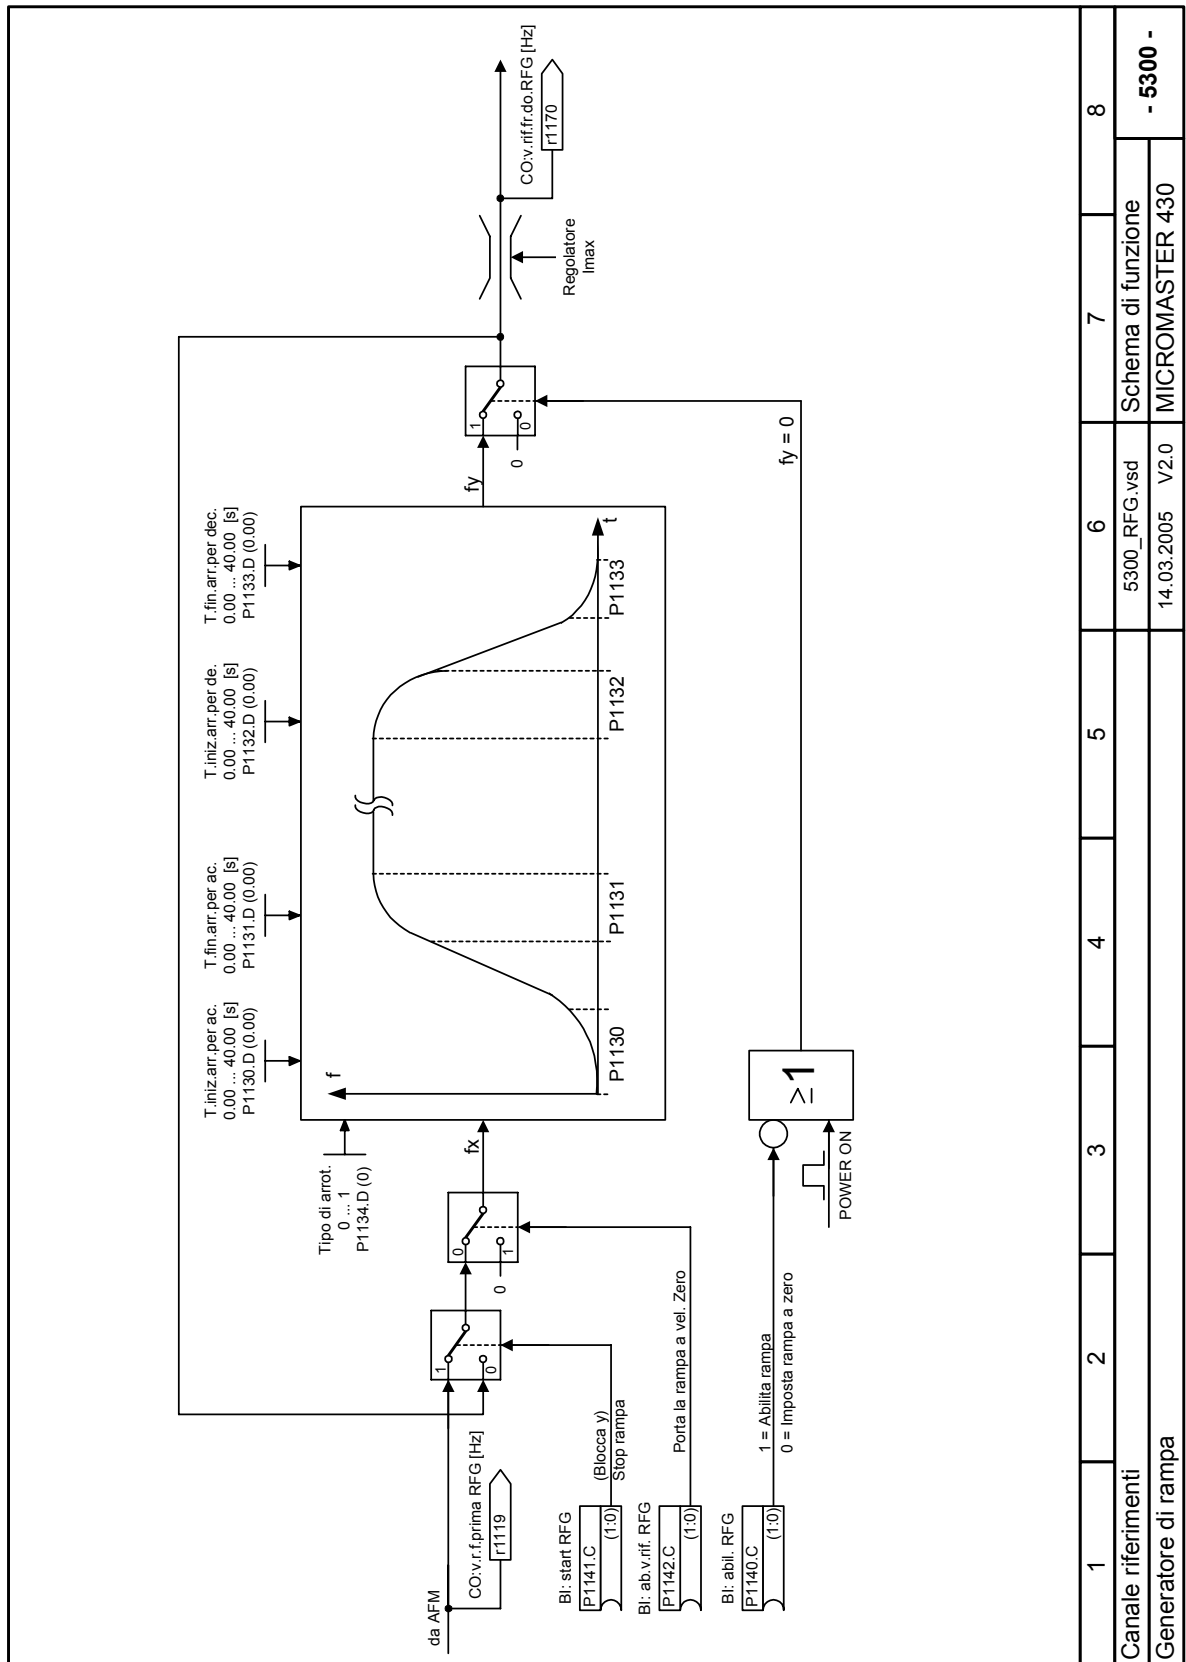 da AFM
CO:v.r.f.prima RFG [Hz]
r1119
BI: start RFG
P1141.C
(1:0)
(Blocca y)
Stop rampa
BI: ab.v.rif. RFG
P1142.C
(1:0)
Porta la rampa a vel. Zero
BI: abil. RFG
P1140.C
(1:0)
1 = Abilita rampa
0 = Imposta rampa a zero
1
0
0
1
0
Tipo di arrot.
0 ... 1
P1134.D (0)
fx
POWER ON
≥1
T.iniz.arr.per ac.
0.00 ... 40.00 [s]
P1130.D (0.00)
T.fin.arr.per ac.
0.00 ... 40.00 [s]
P1131.D (0.00)
T.iniz.arr.per de.
0.00 ... 40.00 [s]
P1132.D (0.00)
T.fin.arr.per dec.
0.00 ... 40.00 [s]
P1133.D (0.00)
f
P1130
P1131
P1132
P1133
t
fy
1
0
0
fy = 0
Regolatore
Imax
CO:v.rif.fr.do.RFG [Hz]
r1170
1
2
3
4
5
6
7
8
Canale riferimenti
5300_RFG.vsd
Schema di funzione
- 5300 -
Generatore di rampa
14.03.2005 V2.0
MICROMASTER 430